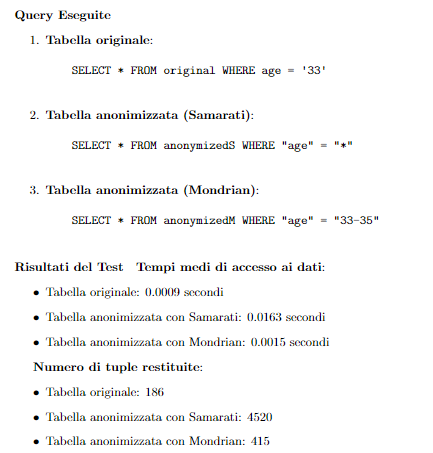 Query Eseguite
1. Tabella originale:
SELECT * FROM original WHERE age = '33'
2. Tabella anonimizzata (Samarati):
SELECT * FROM anonymizedS WHERE "age" = "*"
3. Tabella anonimizzata (Mondrian):
SELECT * FROM anonymizedM WHERE "age" = "33-35"
Risultati del Test Tempi medi di accesso ai dati:
• Tabella originale: 0.0009 secondi
• Tabella anonimizzata con Samarati: 0.0163 secondi
• Tabella anonimizzata con Mondrian: 0.0015 secondi
Numero di tuple restituite:
• Tabella originale: 186
• Tabella anonimizzata con Samarati: 4520
• Tabella anonimizzata con Mondrian: 415